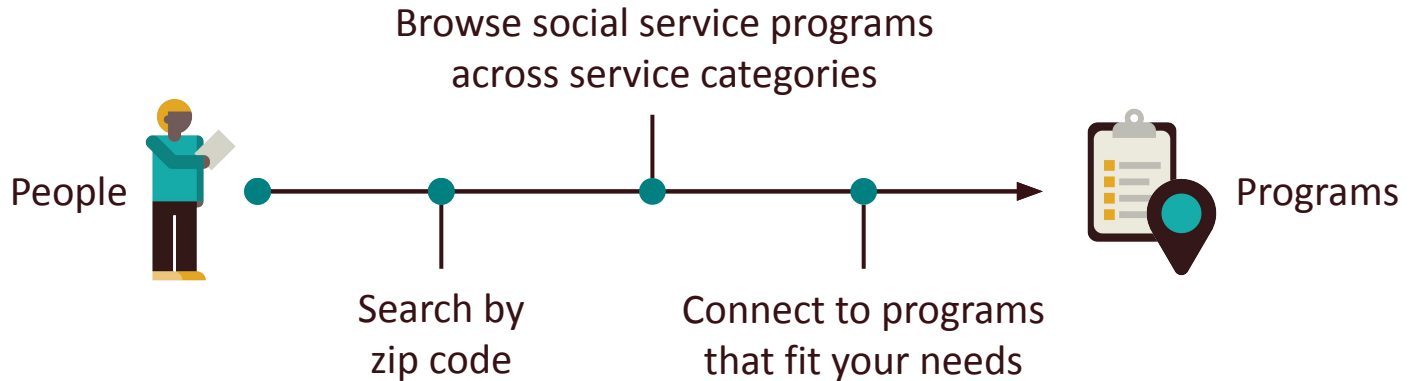 Browse social service programs
across service categories
People
Programs
Search by
zip code
Connect to programs
that fit your needs